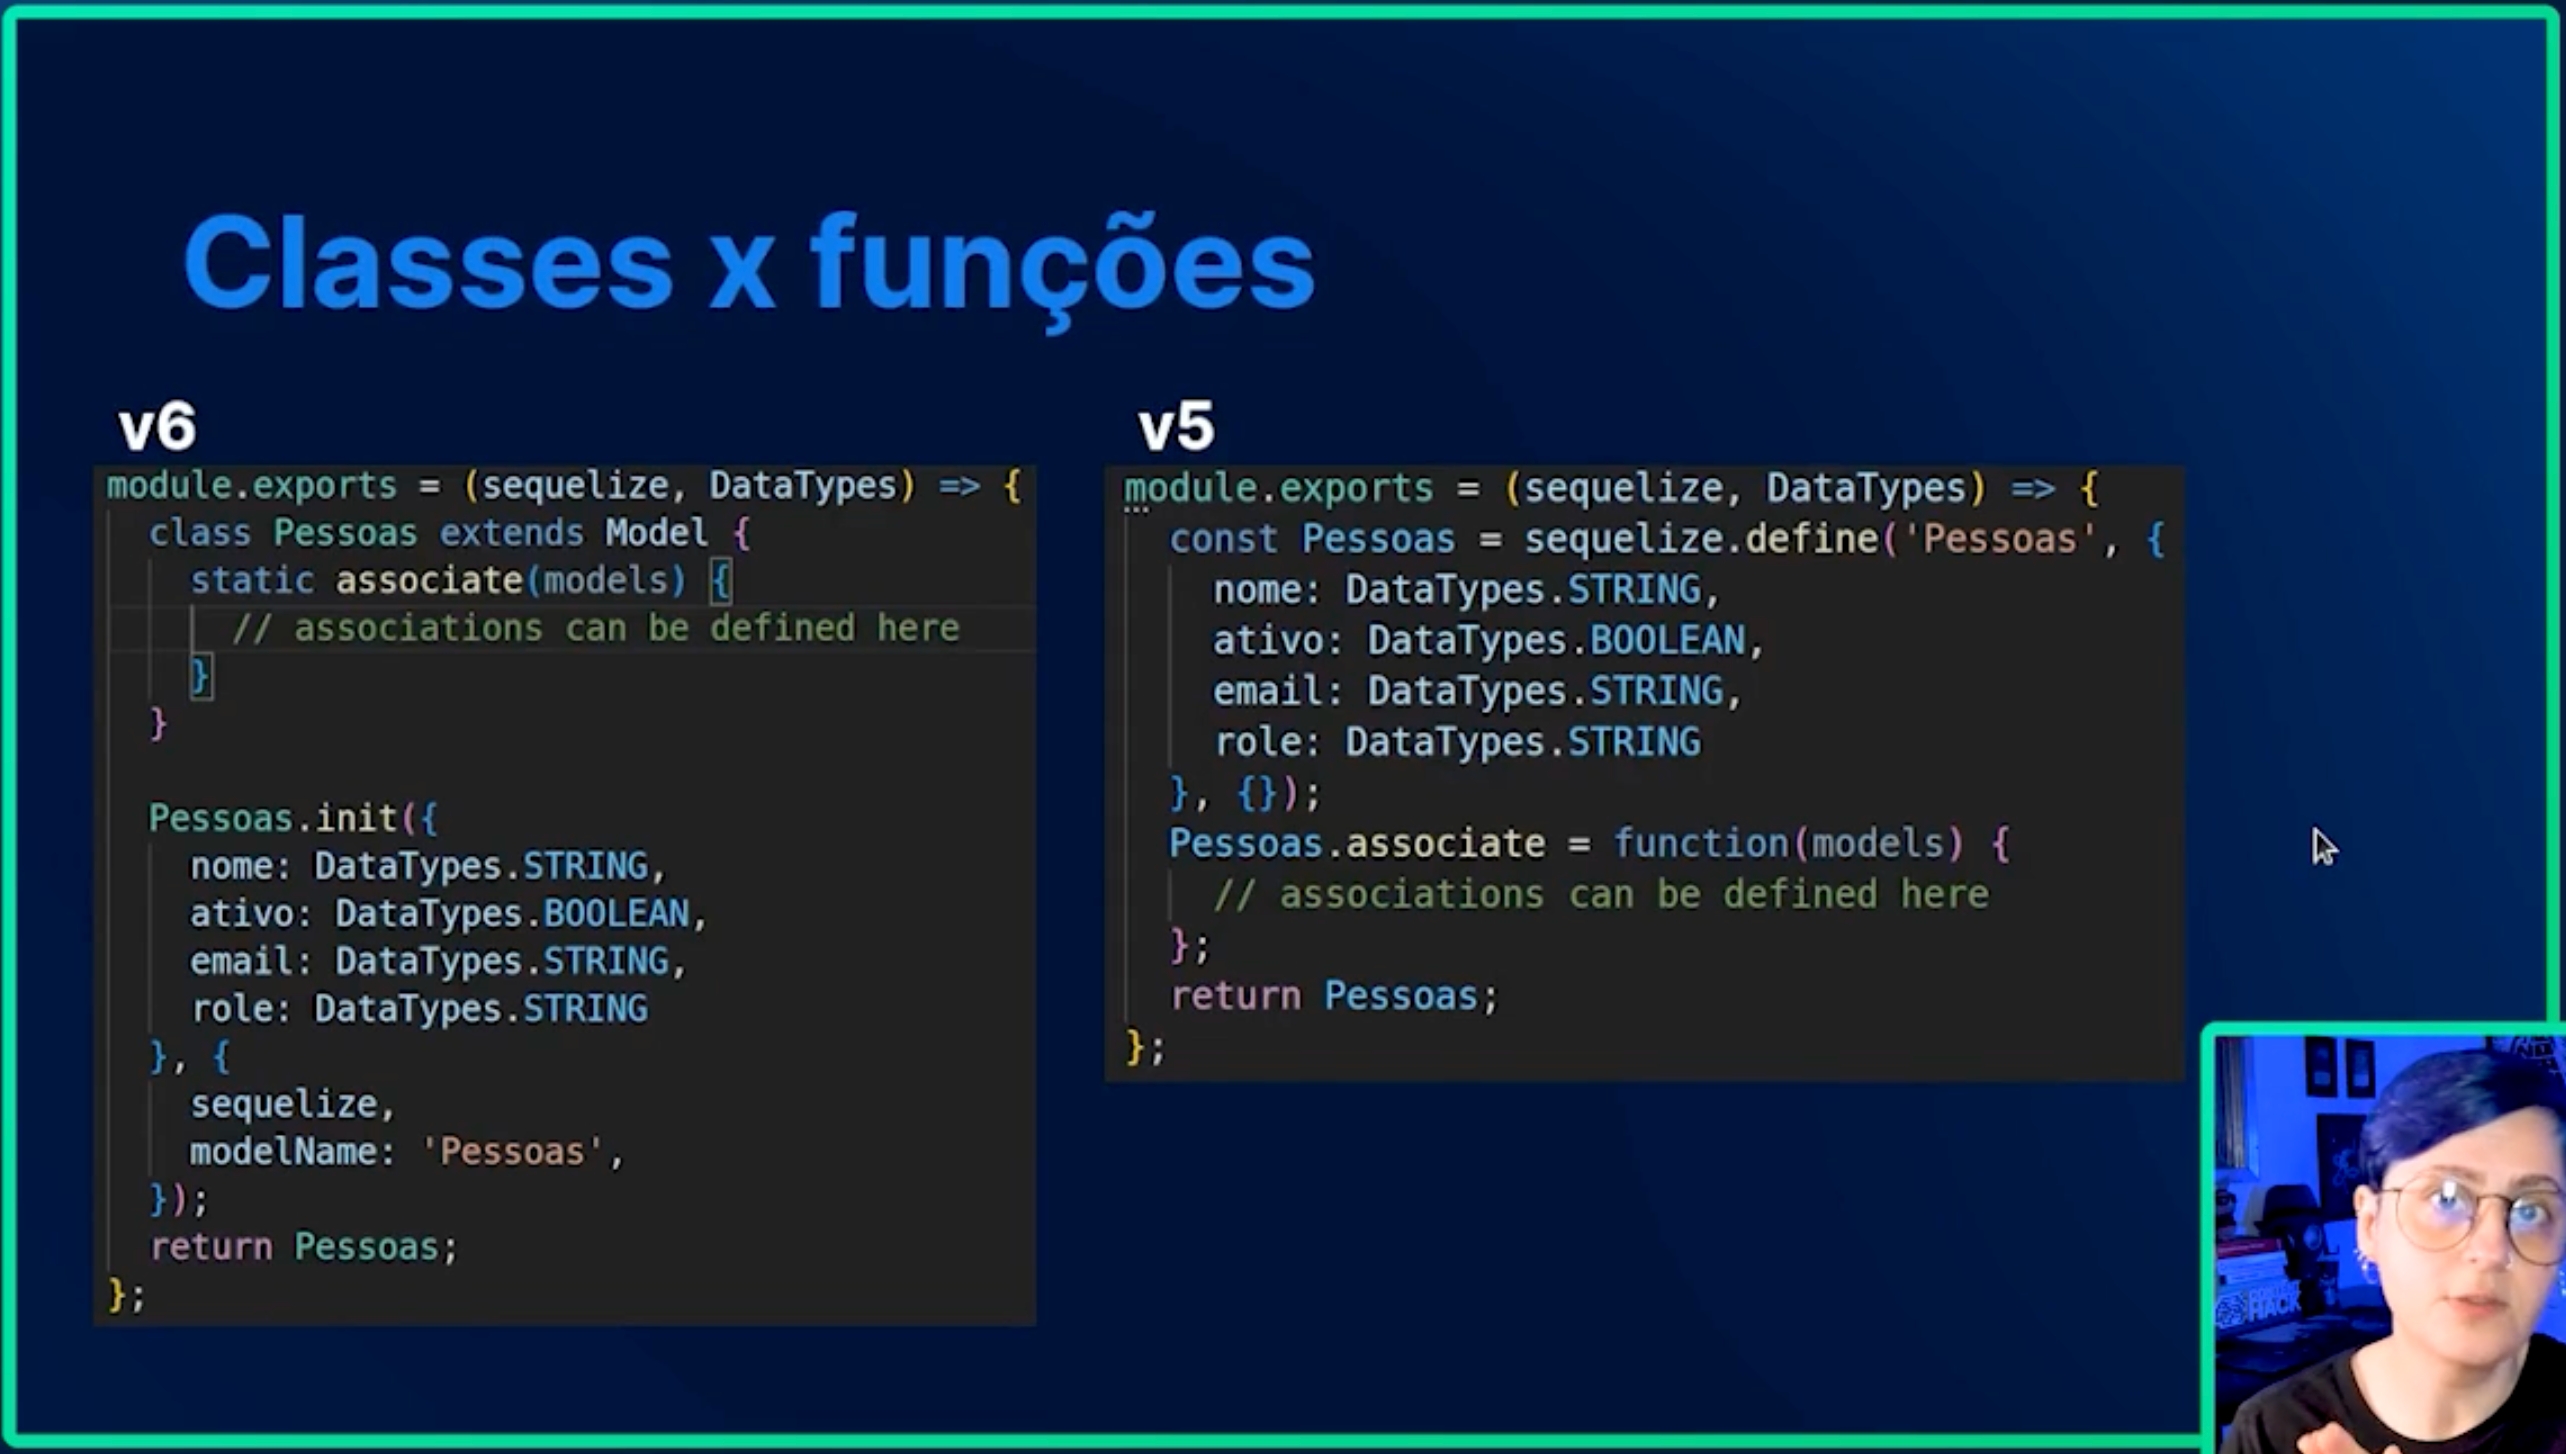 Classes x funções
v6
module.exports = (sequelize, DataTypes) => {
class Pessoas extends Model {
static associate(models) {
// associations can be defined here
}
}
Pessoas.init({
nome: DataTypes.STRING,
ativo: DataTypes.BOOLEAN,
email: DataTypes.STRING,
role: DataTypes.STRING
}, {
sequelize,
modelName: 'Pessoas',
});
return Pessoas;
};
v5
module.exports = (sequelize, DataTypes) => {
const Pessoas = sequelize.define('Pessoas', {
nome: DataTypes.STRING,
ativo: DataTypes.BOOLEAN,
email: DataTypes.STRING,
role: DataTypes.STRING
}, {});
Pessoas.associate = function(models) {
// associations can be defined here
};
return Pessoas;
};
HACK